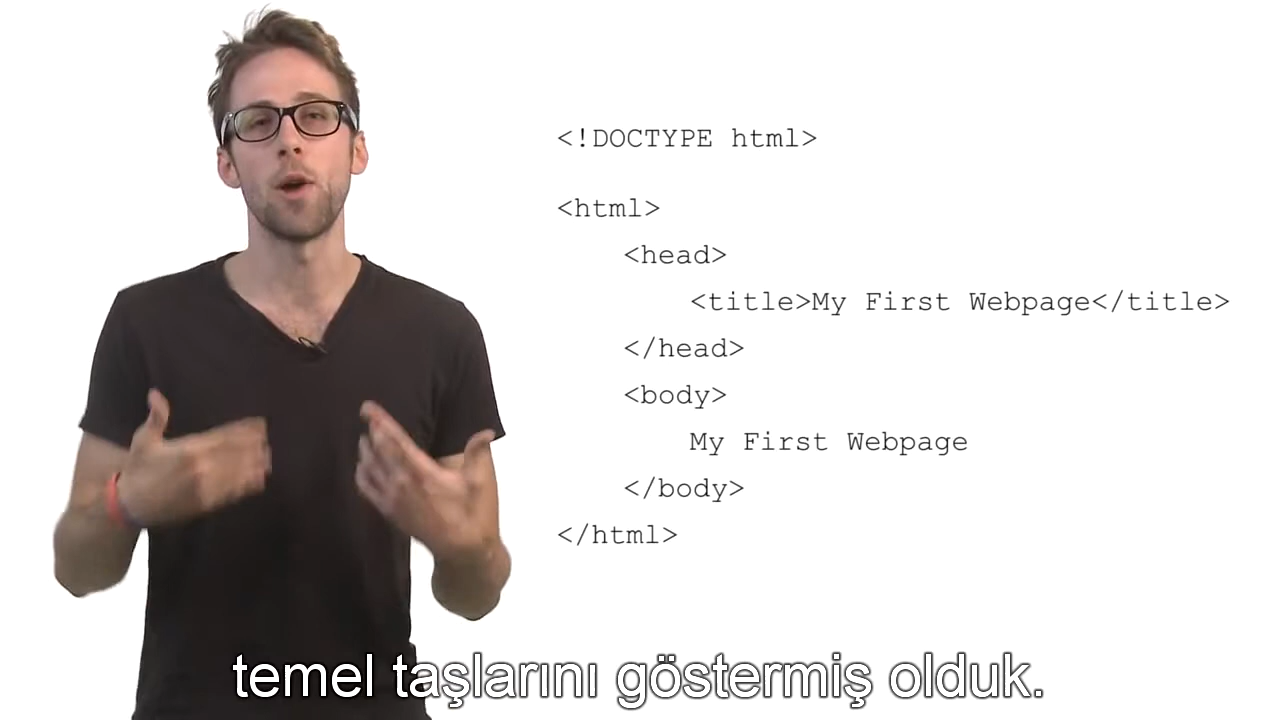 <!DOCTYPE html>
<html>
<head>
<title>My First Webpage</title>
</head>
<body>
My First Webpage
</body>
</html>
temel taşlarını göstermiş olduk.